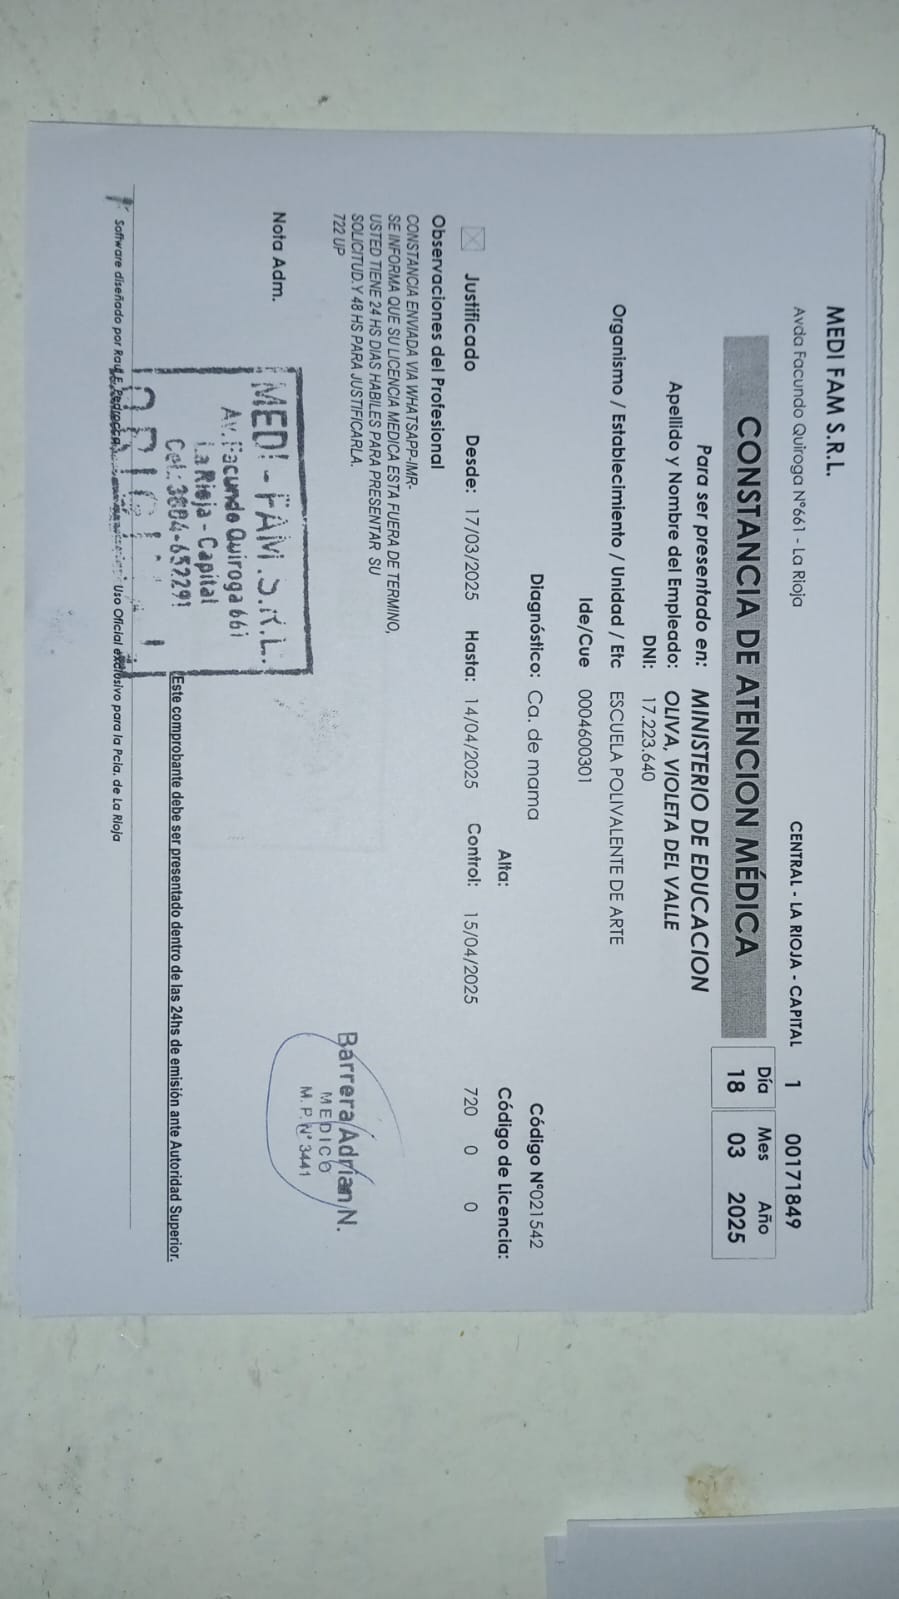 MEDI FAM S.R.L.
Avda Facundo Quiroga N°661 - La Rioja
CENTRAL - LA RIOJA - CAPITAL 1 00171849
CONSTANCIA DE ATENCION MÉDICA
Día Mes Año
18 03 2025
Para ser presentado en: MINISTERIO DE EDUCACION
Apellido y Nombre del Empleado: OLIVA, VIOLETA DEL VALLE
DNI: 17.223.640
Organismo / Establecimiento / Unidad / Etc ESCUELA POLIVALENTE DE ARTE
Ide/Cue 0004600301
Diagnóstico: Ca. de mama Código N°021542
Alta: Código de Licencia:
Justificado Desde: 17/03/2025 Hasta: 14/04/2025 Control: 15/04/2025 720 0 0
Observaciones del Profesional
CONSTANCIA ENVIADA VIA WHATSAPP-IMR-
SE INFORMA QUE SU LICENCIA MEDICA ESTA FUERA DE TERMINO,
USTED TIENE 24 HS DIAS HABILES PARA PRESENTAR SU
SOLICITUD.Y 48 HS PARA JUSTIFICARLA.
722 UP
Barrera Adrian N.
MEDICO
M. P. N° 3441
Nota Adm.
MEDI - FAM. S.R.L.
Av. Facundo Quiroga 661
La Rioja - Capital
Cel.: 3804-657291
Este comprobante debe ser presentado dentro de las 24hs de emisión ante Autoridad Superior.
Software diseñado por Raul E. Pedroza Uso Oficial exclusivo para la Pcia. de La Rioja